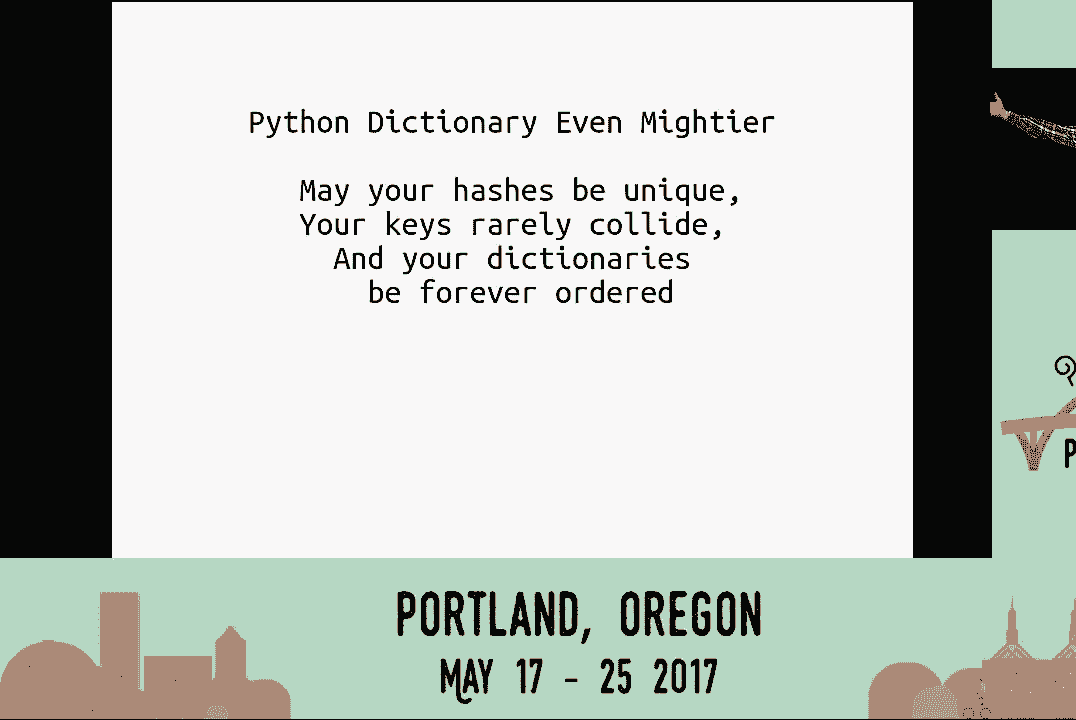 Python Dictionary Even Mightier
May your hashes be unique,
Your keys rarely collide,
And your dictionaries
be forever ordered
P
PORTLAND, OREGON
MAY 17 - 25 2017